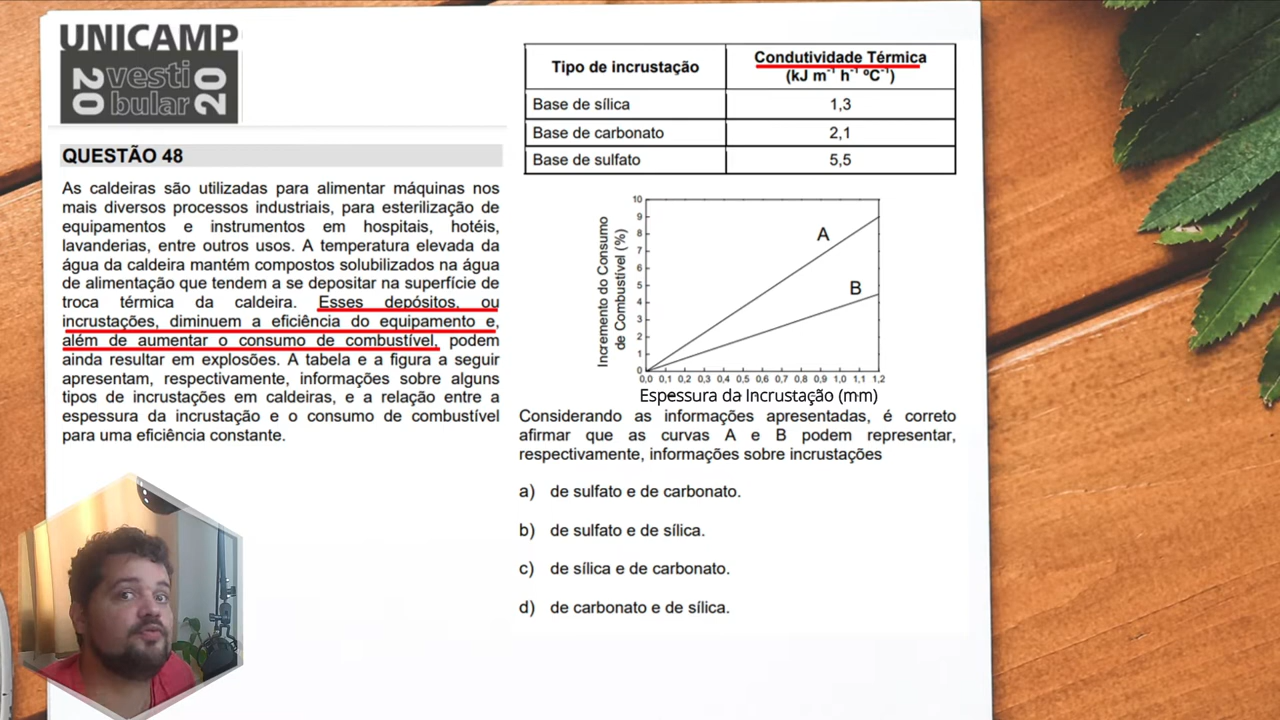 UNICAMP
20 vesti
bular 20
QUESTÃO 48
As caldeiras são utilizadas para alimentar máquinas nos
mais diversos processos industriais, para esterilização de
equipamentos e instrumentos em hospitais, hotéis,
lavanderias, entre outros usos. A temperatura elevada da
água da caldeira mantém compostos solubilizados na água
de alimentação que tendem a se depositar na superfície de
troca térmica da caldeira. Esses depósitos, ou
incrustações, diminuem a eficiência do equipamento e,
além de aumentar o consumo de combustível, podem
ainda resultar em explosões. A tabela e a figura a seguir
apresentam, respectivamente, informações sobre alguns
tipos de incrustações em caldeiras, e a relação entre a
espessura da incrustação e o consumo de combustível
para uma eficiência constante.
Tipo de incrustação Condutividade Térmica
(kJ m⁻¹ h⁻¹ ºC⁻¹)
Base de sílica 1,3
Base de carbonato 2,1
Base de sulfato 5,5
Incremento do Consumo
de Combustível (%)
10
9
8
7
6
5
4
3
2
1
0
A
B
0,0 0,1 0,2 0,3 0,4 0,5 0,6 0,7 0,8 0,9 1,0 1,1 1,2
Espessura da Incrustação (mm)
Considerando as informações apresentadas, é correto
afirmar que as curvas A e B podem representar,
respectivamente, informações sobre incrustações
a) de sulfato e de carbonato.
b) de sulfato e de sílica.
c) de sílica e de carbonato.
d) de carbonato e de sílica.